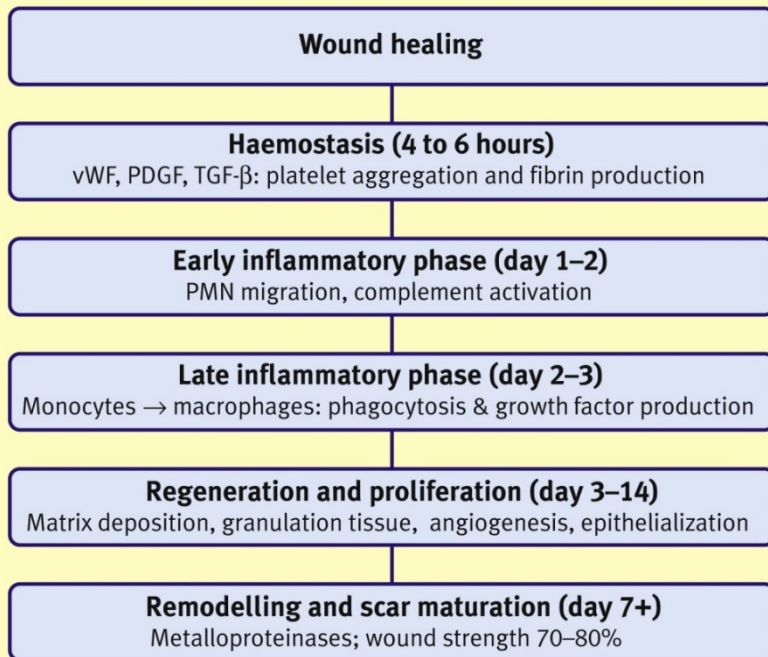 Wound healing
Haemostasis (4 to 6 hours)
vWF, PDGF, TGF-β: platelet aggregation and fibrin production
Early inflammatory phase (day 1–2)
PMN migration, complement activation
Late inflammatory phase (day 2–3)
Monocytes → macrophages: phagocytosis & growth factor production
Regeneration and proliferation (day 3–14)
Matrix deposition, granulation tissue, angiogenesis, epithelialization
Remodelling and scar maturation (day 7+)
Metalloproteinases; wound strength 70–80%